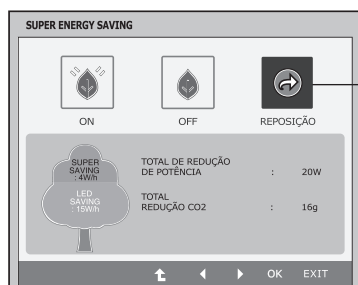 SUPER ENERGY SAVING
ON OFF REPOSIÇÃO
SUPER
SAVING
: 4W/h
LED
SAVING
: 15W/h
TOTAL DE REDUÇÃO
DE POTÊNCIA : 20W
TOTAL
REDUÇÃO CO2 : 16g
OK EXIT